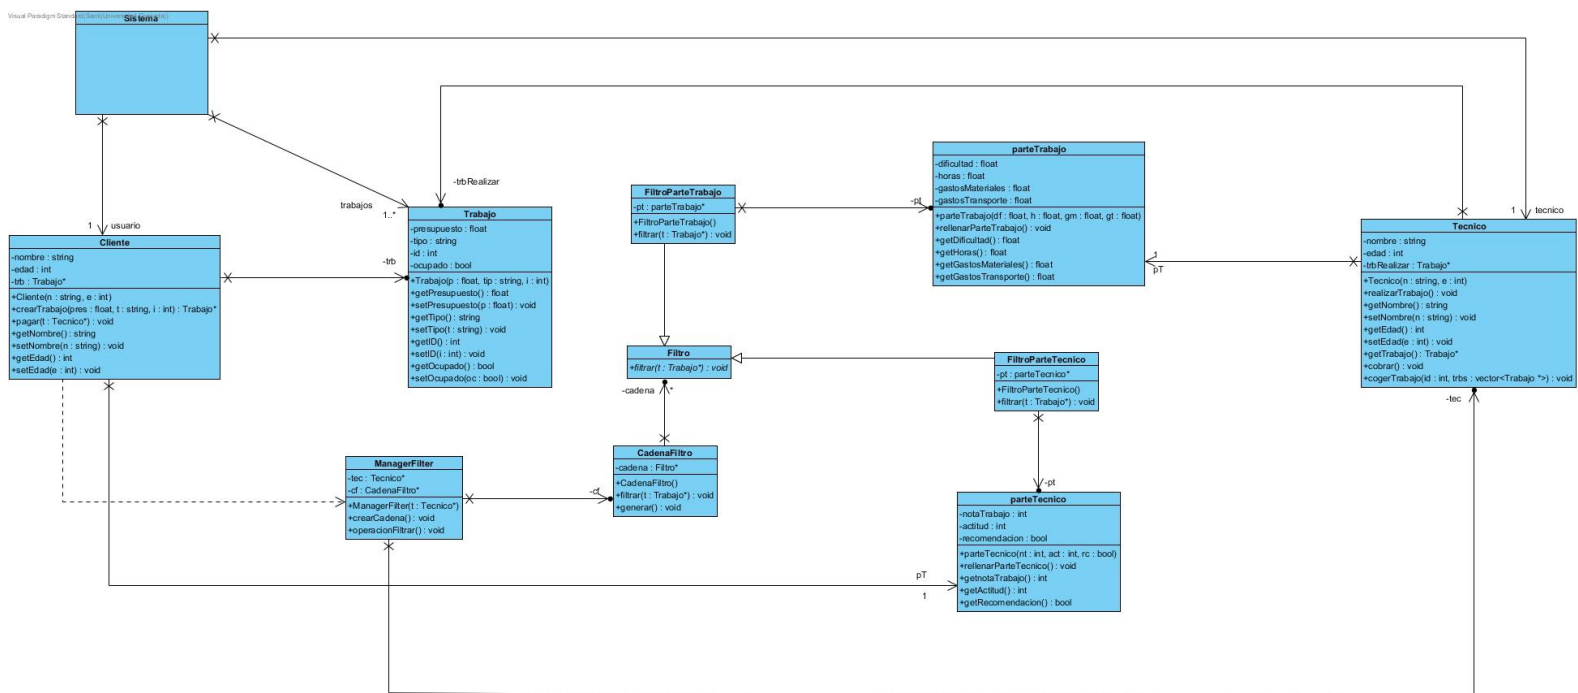 Visual Paradigm Standard(Santi(Universidad Granada))
Sistema
trabajos
1..*
1
usuario
-trbRealizar
1
tecnico
Cliente
-nombre : string
-edad : int
-trb : Trabajo*
+Cliente(n : string, e : int)
+crearTrabajo(pres : float, t : string, i : int) : Trabajo*
+pagar(t : Tecnico*) : void
+getNombre() : string
+setNombre(n : string) : void
+getEdad() : int
+setEdad(e : int) : void
-trb
Trabajo
-presupuesto : float
-tipo : string
-id : int
-ocupado : bool
+Trabajo(p : float, tip : string, i : int)
+getPresupuesto() : float
+setPresupuesto(p : float) : void
+getTipo() : string
+setTipo(t : string) : void
+getID() : int
+setID(i : int) : void
+getOcupado() : bool
+setOcupado(oc : bool) : void
FiltroParteTrabajo
-pt : parteTrabajo*
+FiltroParteTrabajo()
+filtrar(t : Trabajo*) : void
-pt
parteTrabajo
-dificultad : float
-horas : float
-gastosMateriales : float
-gastosTransporte : float
+parteTrabajo(df : float, h : float, gm : float, gt : float)
+rellenarParteTrabajo() : void
+getDificultad() : float
+getHoras() : float
+getGastosMateriales() : float
+getGastosTransporte() : float
1
pT
Tecnico
-nombre : string
-edad : int
-trbRealizar : Trabajo*
+Tecnico(n : string, e : int)
+realizarTrabajo() : void
+getNombre() : string
+setNombre(n : string) : void
+getEdad() : int
+setEdad(e : int) : void
+getTrabajo() : Trabajo*
+cobrar() : void
+cogerTrabajo(id : int, trbs : vector<Trabajo *>) : void
-tec
Filtro
+filtrar(t : Trabajo*) : void
-cadena
*
FiltroParteTecnico
-pt : parteTecnico*
+FiltroParteTecnico()
+filtrar(t : Trabajo*) : void
-pt
CadenaFiltro
-cadena : Filtro*
+CadenaFiltro()
+filtrar(t : Trabajo*) : void
+generar() : void
-cf
ManagerFilter
-tec : Tecnico*
-cf : CadenaFiltro*
+ManagerFilter(t : Tecnico*)
+crearCadena() : void
+operacionFiltrar() : void
parteTecnico
-notaTrabajo : int
-actitud : int
-recomendacion : bool
+parteTecnico(nt : int, act : int, rc : bool)
+rellenarParteTecnico() : void
+getnotaTrabajo() : int
+getActitud() : int
+getRecomendacion() : bool
pT
1